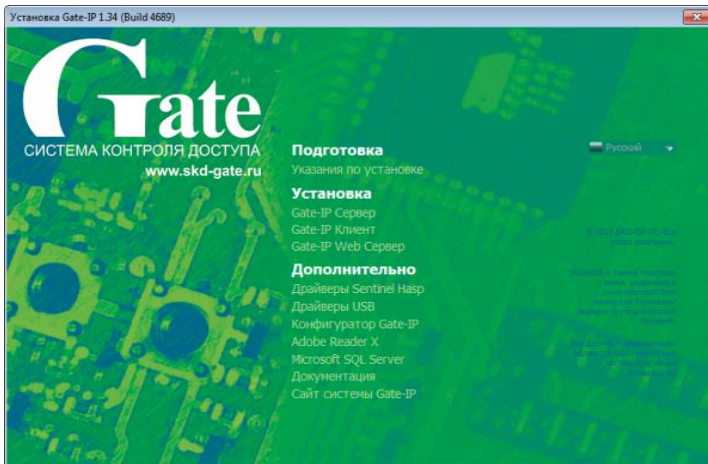 Установка Gate-IP 1.34 (Build 4689)
Gate
СИСТЕМА КОНТРОЛЯ ДОСТУПА
www.skd-gate.ru
Подготовка
Указания по установке
Установка
Gate-IP Сервер
Gate-IP Клиент
Gate-IP Web Сервер
Дополнительно
Драйверы Sentinel Hasp
Драйверы USB
Конфигуратор Gate-IP
Adobe Reader X
Microsoft SQL Server
Документация
Сайт системы Gate-IP
Русский